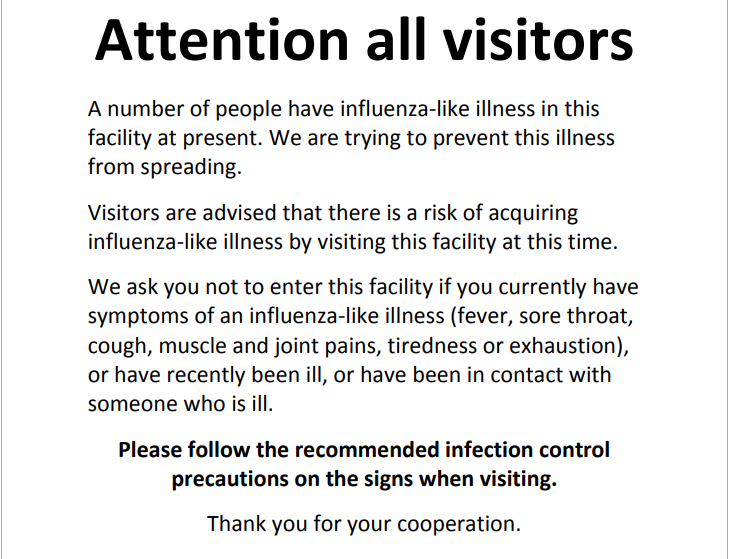 Attention all visitors
A number of people have influenza-like illness in this
facility at present. We are trying to prevent this illness
from spreading.
Visitors are advised that there is a risk of acquiring
influenza-like illness by visiting this facility at this time.
We ask you not to enter this facility if you currently have
symptoms of an influenza-like illness (fever, sore throat,
cough, muscle and joint pains, tiredness or exhaustion),
or have recently been ill, or have been in contact with
someone who is ill.
Please follow the recommended infection control
precautions on the signs when visiting.
Thank you for your cooperation.